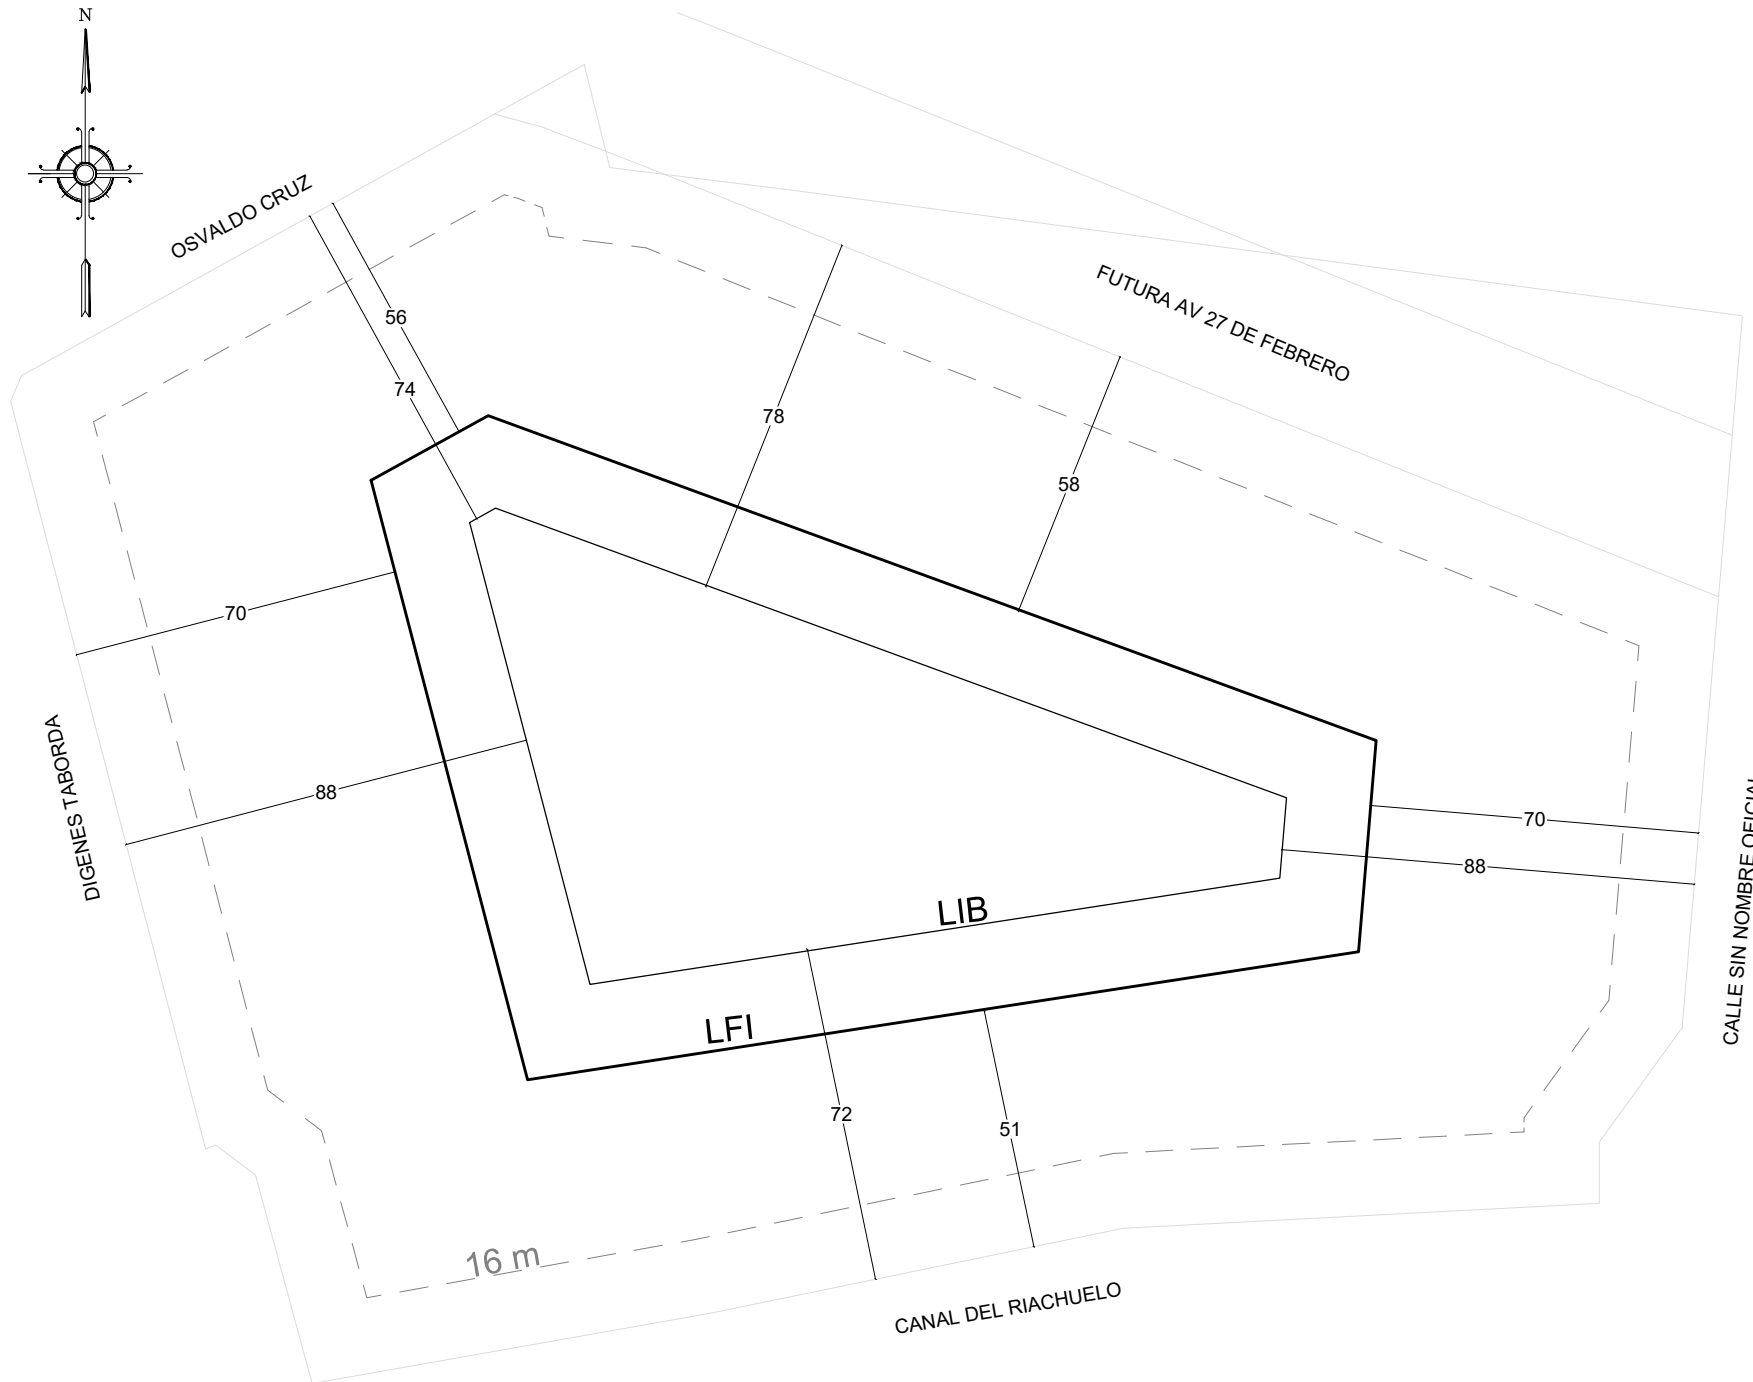 N
OSVALDO CRUZ
FUTURA AV 27 DE FEBRERO
56
74
78
58
70
88
DIGENES TABORDA
70
88
CALLE SIN NOMBRE OFICIAL
LIB
LFI
72
51
16 m
CANAL DEL RIACHUELO